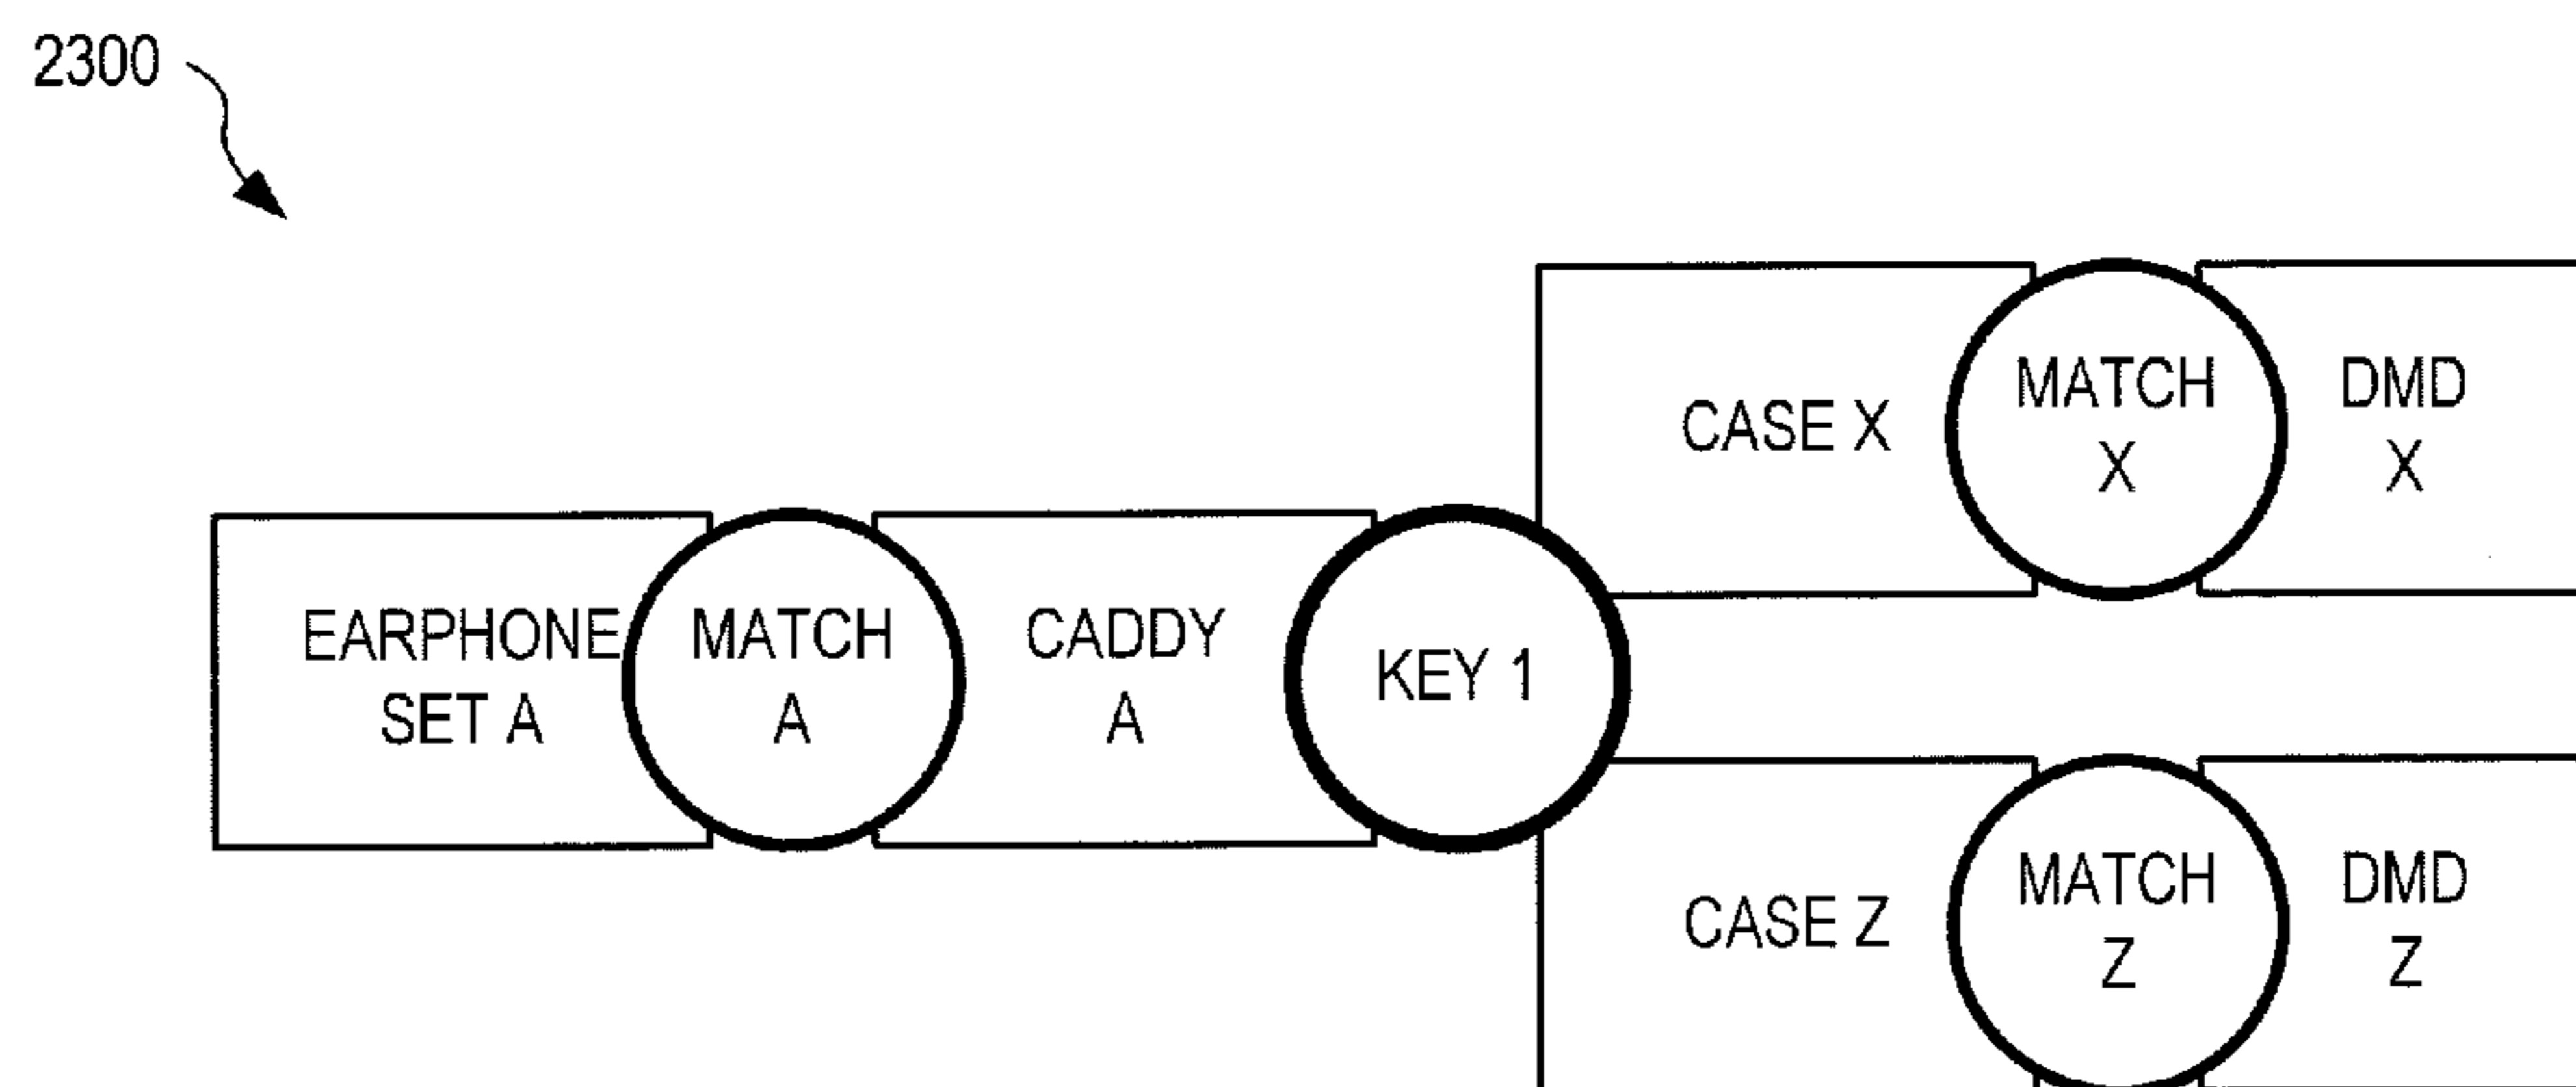 2300
CASE X
MATCH
X
DMD
X
EARPHONE
SET A
MATCH
A
CADDY
A
KEY 1
CASE Z
MATCH
Z
DMD
Z